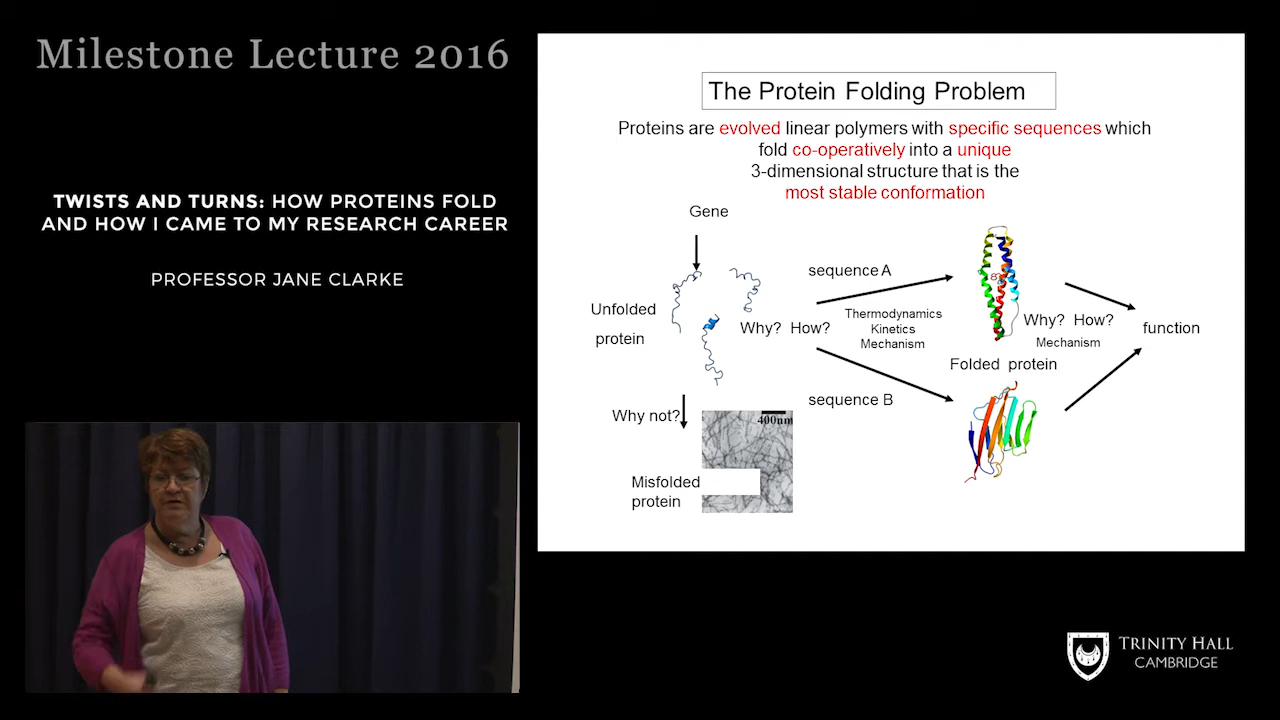 Milestone Lecture 2016
TWISTS AND TURNS: HOW PROTEINS FOLD
AND HOW I CAME TO MY RESEARCH CAREER
PROFESSOR JANE CLARKE
The Protein Folding Problem
Proteins are evolved linear polymers with specific sequences which
fold co-operatively into a unique
3-dimensional structure that is the
most stable conformation
Gene
sequence A
Unfolded
protein
Why? How?
Thermodynamics
Kinetics
Mechanism
Why? How?
Mechanism
function
Folded protein
sequence B
Why not?
400nm
Misfolded
protein
TRINITY HALL
CAMBRIDGE